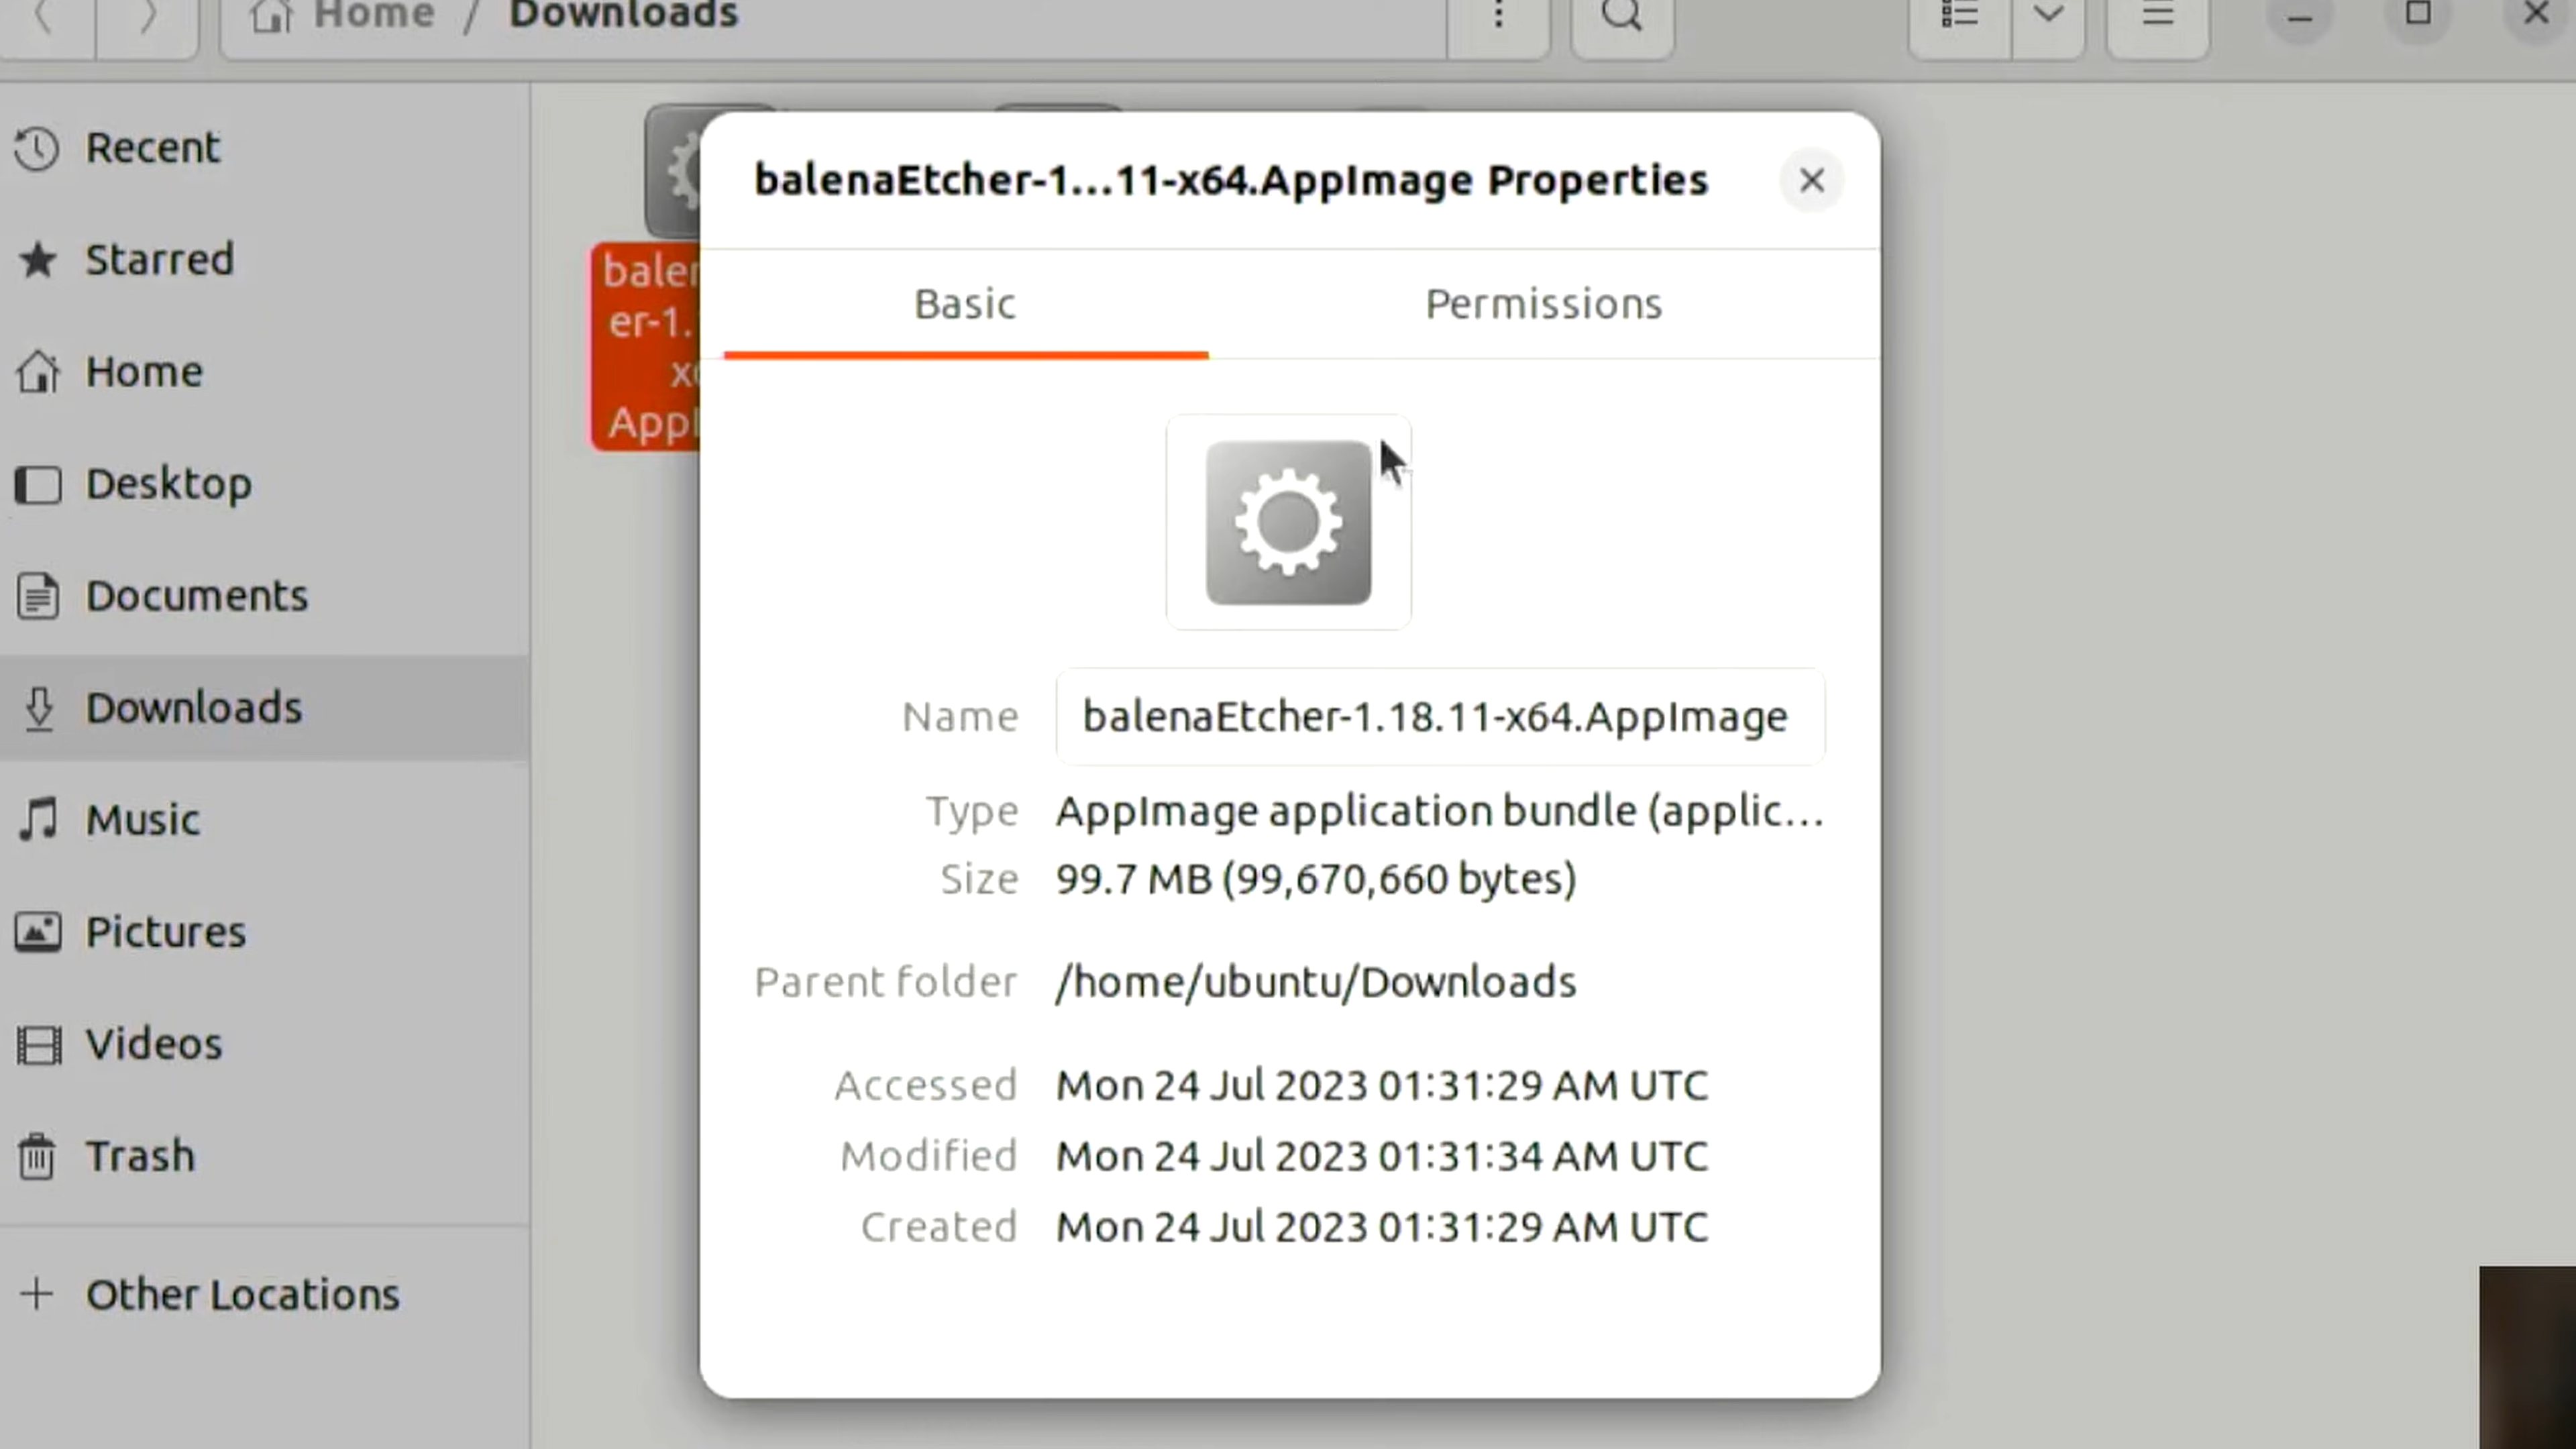 Home / Downloads
Recent
Starred
Home
Desktop
Documents
Downloads
Music
Pictures
Videos
Trash
Other Locations
balen
er-1.
x
AppI
balenaEtcher-1...11-x64.AppImage Properties
Basic
Permissions
Name balenaEtcher-1.18.11-x64.AppImage
Type AppImage application bundle (applic...
Size 99.7 MB (99,670,660 bytes)
Parent folder /home/ubuntu/Downloads
Accessed Mon 24 Jul 2023 01:31:29 AM UTC
Modified Mon 24 Jul 2023 01:31:34 AM UTC
Created Mon 24 Jul 2023 01:31:29 AM UTC